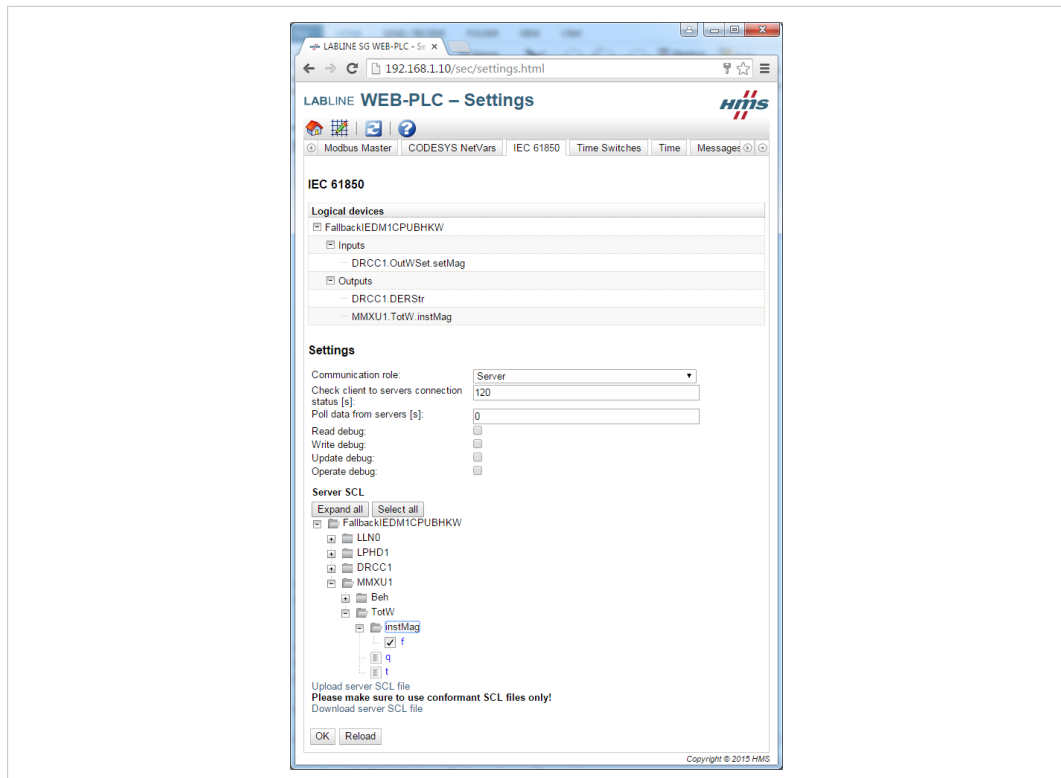 LABLINE SG WEB-PLC - Se
192.168.1.10/sec/settings.html
LABLINE WEB-PLC – Settings
HMS
Modbus Master CODESYS NetVars IEC 61850 Time Switches Time Messages
IEC 61850
Logical devices
FallbackIEDM1CPUBHKW
Inputs
DRCC1.OutWSet.setMag
Outputs
DRCC1.DERStr
MMXU1.TotW.instMag
Settings
Communication role: Server
Check client to servers connection
status [s]: 120
Poll data from servers [s]: 0
Read debug:
Write debug:
Update debug:
Operate debug:
Server SCL
Expand all Select all
FallbackIEDM1CPUBHKW
LLN0
LPHD1
DRCC1
MMXU1
Beh
TotW
instMag
f
q
t
Upload server SCL file
Please make sure to use conformant SCL files only!
Download server SCL file
OK Reload
Copyright © 2015 HMS